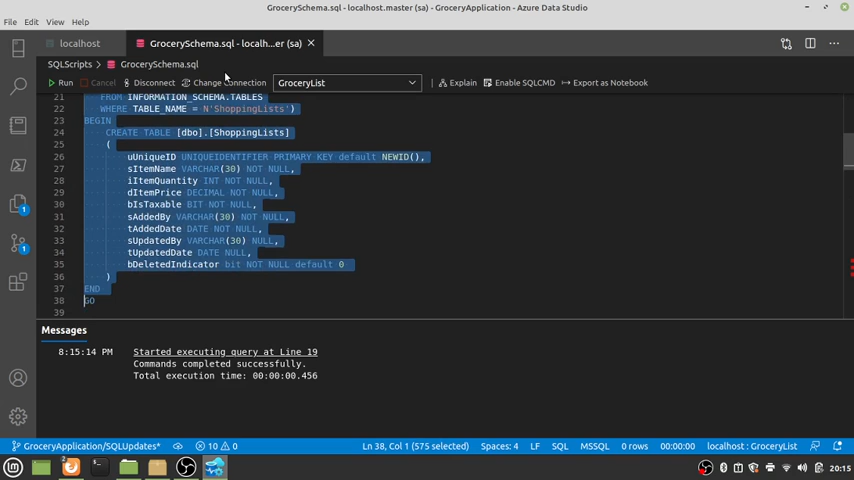 GrocerySchema.sql - localhost.master (sa) - GroceryApplication - Azure Data Studio
File Edit View Help
localhost
GrocerySchema.sql - localh...er (sa)
SQLScripts > GrocerySchema.sql
Run Cancel Disconnect Change Connection GroceryList Explain Enable SQLCMD Export as Notebook
21 FROM INFORMATION_SCHEMA.TABLES
22 WHERE TABLE_NAME = N'ShoppingLists')
23 BEGIN
24 CREATE TABLE [dbo].[ShoppingLists]
25 (
26 uUniqueID UNIQUEIDENTIFIER PRIMARY KEY default NEWID(),
27 sItemName VARCHAR(30) NOT NULL,
28 iItemQuantity INT NOT NULL,
29 dItemPrice DECIMAL NOT NULL,
30 bIsTaxable BIT NOT NULL,
31 sAddedBy VARCHAR(30) NOT NULL,
32 tAddedDate DATE NOT NULL,
33 sUpdatedBy VARCHAR(30) NULL,
34 tUpdatedDate DATE NULL,
35 bDeletedIndicator bit NOT NULL default 0
36 )
37 END
38 GO
39
Messages
8:15:14 PM Started executing query at Line 19
Commands completed successfully.
Total execution time: 00:00:00.456
1
1
GroceryApplication/SQLUpdates* 10 0 Ln 38, Col 1 (575 selected) Spaces: 4 LF SQL MSSQL 0 rows 00:00:00 localhost : GroceryList
2
20:15